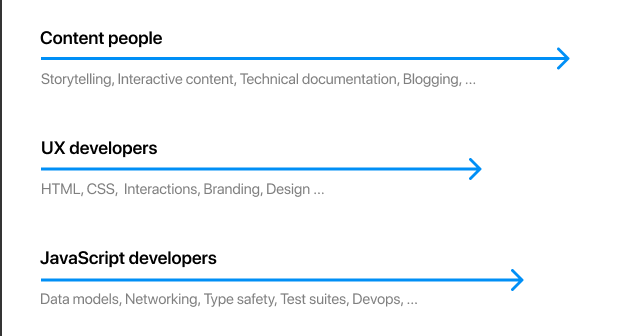 Content people
Storytelling, Interactive content, Technical documentation, Blogging, ...
UX developers
HTML, CSS,  Interactions, Branding, Design ...
JavaScript developers
Data models, Networking, Type safety, Test suites, Devops, ...